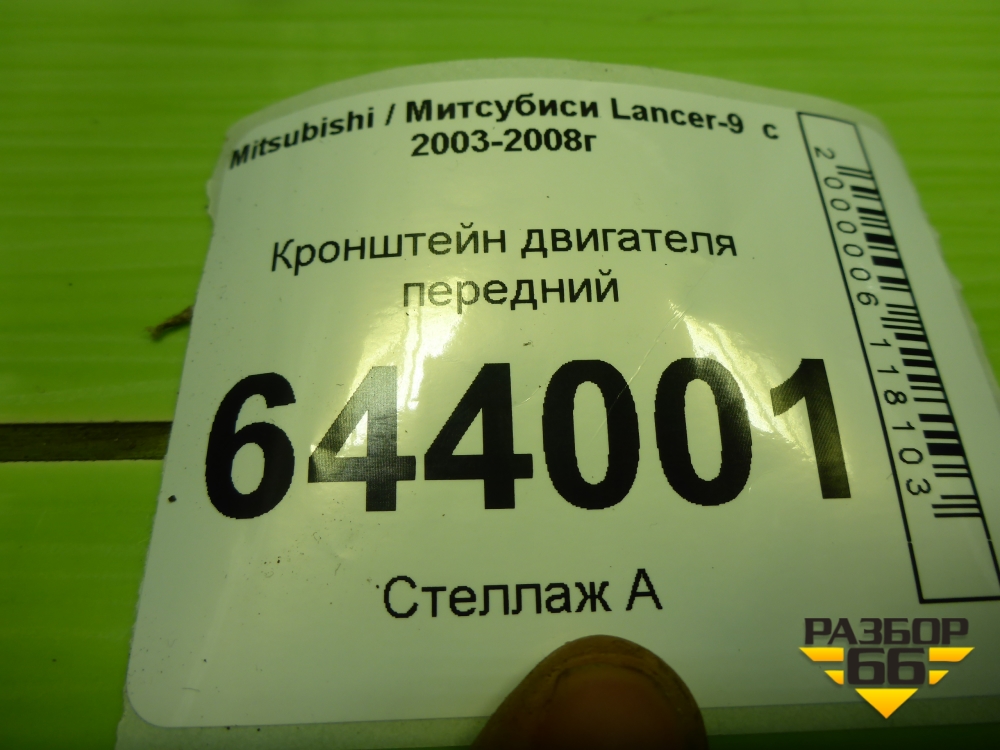 Mitsubishi / Митсубиси Lancer-9 с
2003-2008г
Кронштейн двигателя
передний
644001
Стеллаж А
2000006118103
РАЗБОР
66